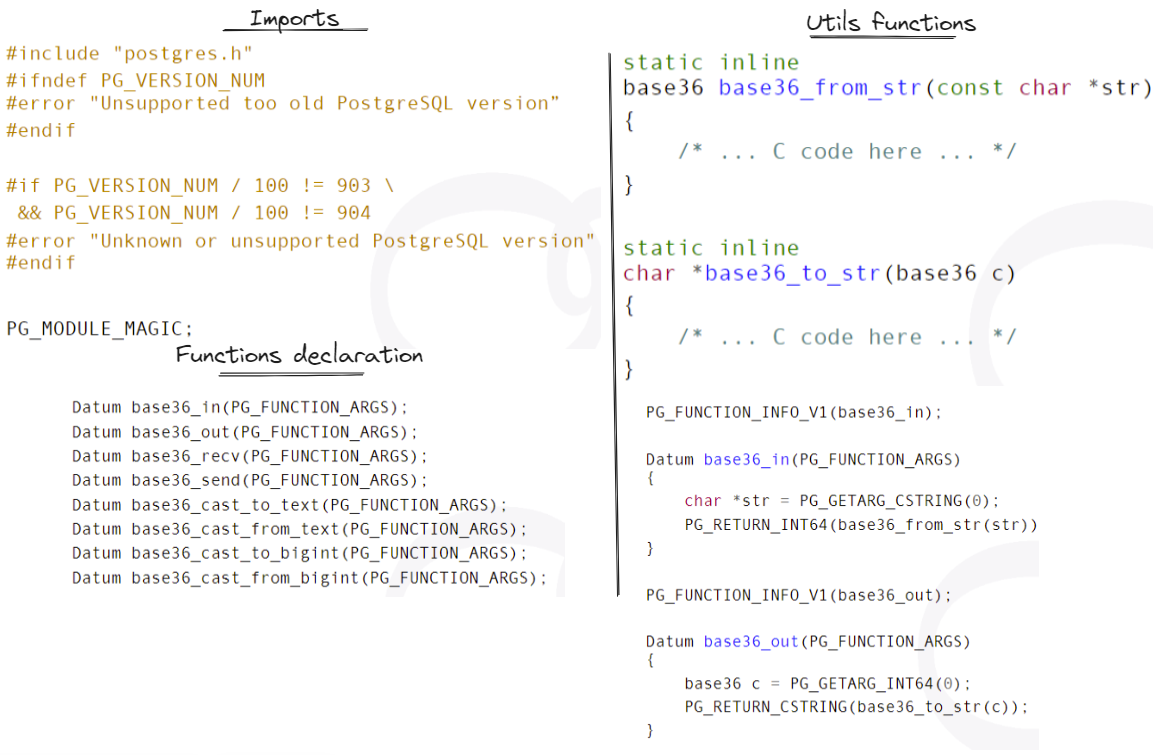 Imports
#include "postgres.h"
#ifndef PG_VERSION_NUM
#error "Unsupported too old PostgreSQL version”
#endif
#if PG_VERSION_NUM / 100 != 903 \
&& PG_VERSION_NUM / 100 != 904
#error "Unknown or unsupported PostgreSQL version"
#endif
PG_MODULE_MAGIC;
Functions declaration
Datum base36_in(PG_FUNCTION_ARGS);
Datum base36_out(PG_FUNCTION_ARGS);
Datum base36_recv(PG_FUNCTION_ARGS);
Datum base36_send(PG_FUNCTION_ARGS);
Datum base36_cast_to_text(PG_FUNCTION_ARGS);
Datum base36_cast_from_text(PG_FUNCTION_ARGS);
Datum base36_cast_to_bigint(PG_FUNCTION_ARGS);
Datum base36_cast_from_bigint(PG_FUNCTION_ARGS);
Utils functions
static inline
base36 base36_from_str(const char *str)
{
/* ... C code here ... */
}
static inline
char *base36_to_str(base36 c)
{
/* ... C code here ... */
}
PG_FUNCTION_INFO_V1(base36_in);
Datum base36_in(PG_FUNCTION_ARGS)
{
char *str = PG_GETARG_CSTRING(0);
PG_RETURN_INT64(base36_from_str(str))
}
PG_FUNCTION_INFO_V1(base36_out);
Datum base36_out(PG_FUNCTION_ARGS)
{
base36 c = PG_GETARG_INT64(0);
PG_RETURN_CSTRING(base36_to_str(c));
}